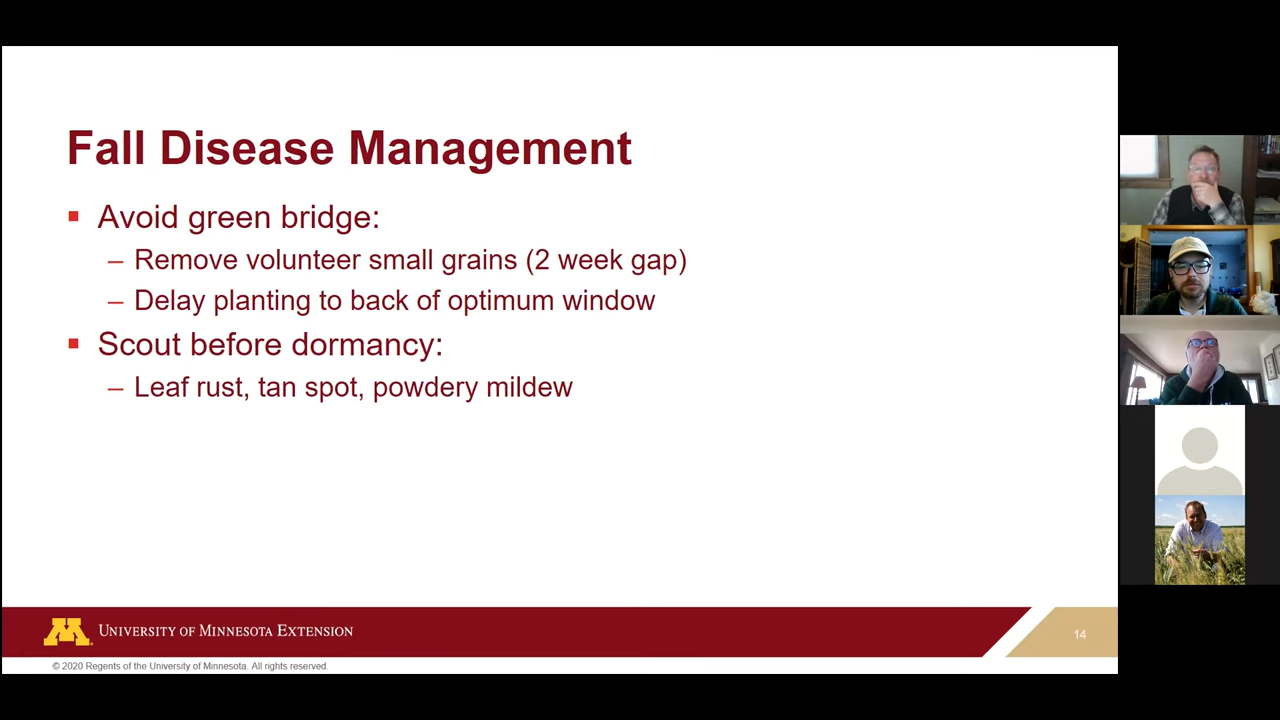 Fall Disease Management
▪ Avoid green bridge:
– Remove volunteer small grains (2 week gap)
– Delay planting to back of optimum window
▪ Scout before dormancy:
– Leaf rust, tan spot, powdery mildew
M
UNIVERSITY OF MINNESOTA EXTENSION
14
© 2020 Regents of the University of Minnesota. All rights reserved.